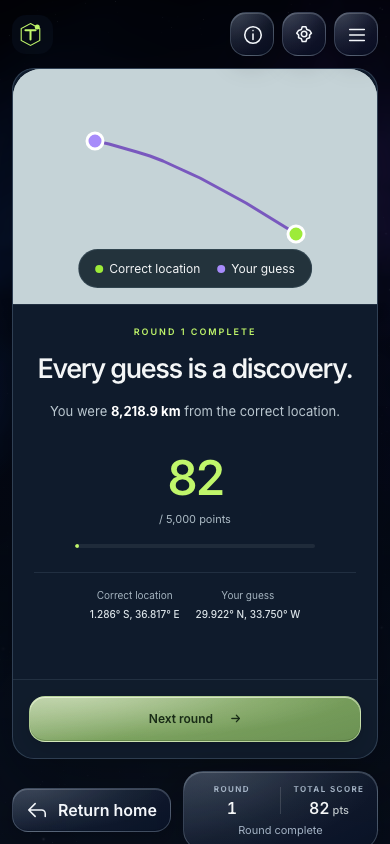 Correct location
Your guess
ROUND 1 COMPLETE
Every guess is a discovery.
You were 8,218.9 km from the correct location.
82
/ 5,000 points
Correct location
Your guess
1.286° S, 36.817° E
29.922° N, 33.750° W
Next round →
Return home
ROUND
TOTAL SCORE
1
82 pts
Round complete